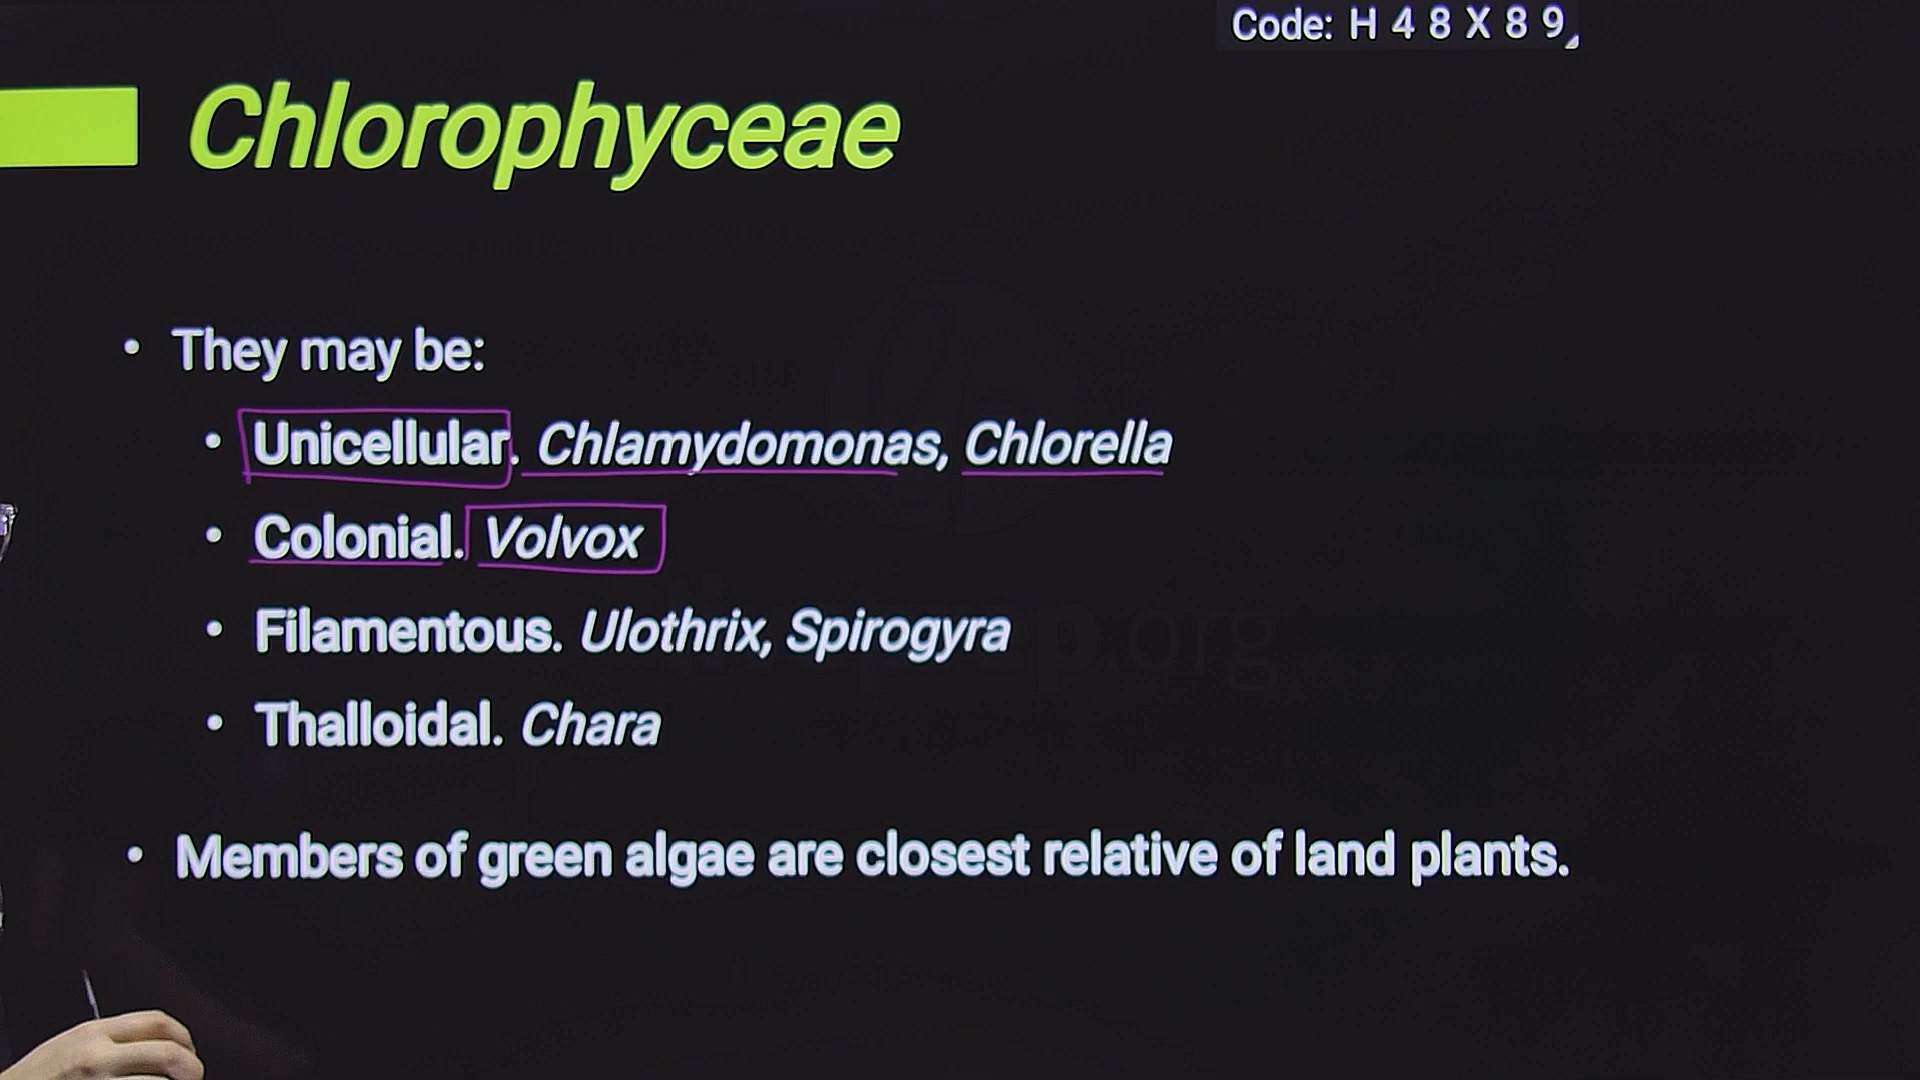 Code: H 4 8 X 8 9
Chlorophyceae
• They may be:
• Unicellular. Chlamydomonas, Chlorella
• Colonial. Volvox
• Filamentous. Ulothrix, Spirogyra
• Thalloidal. Chara
• Members of green algae are closest relative of land plants.